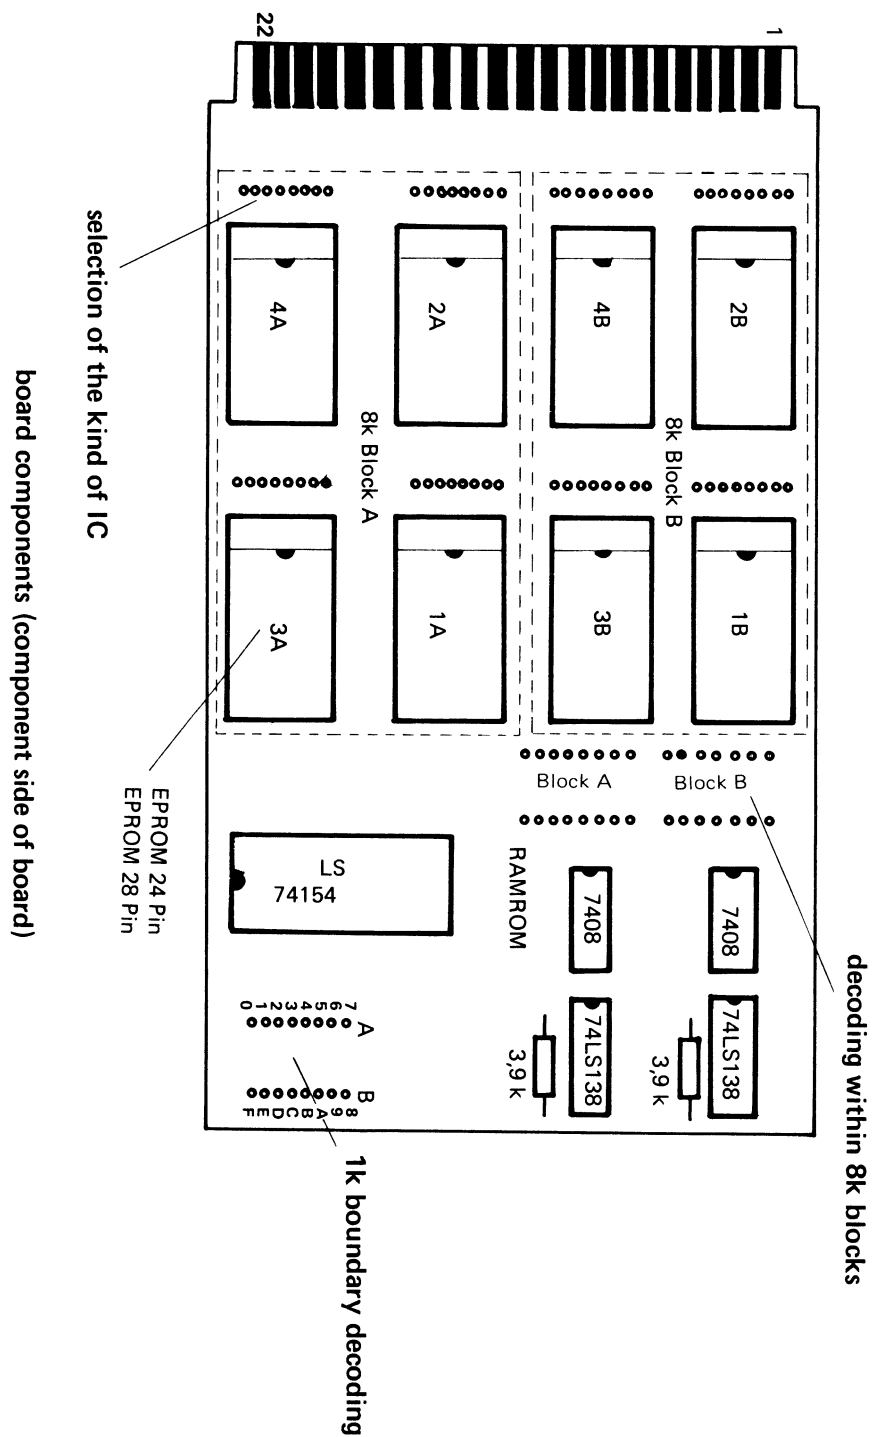 22
1
selection of the kind of IC
board components (component side of board)
4A
2A
4B
2B
8k Block A
8k Block B
3A
1A
3B
1B
EPROM 24 Pin
EPROM 28 Pin
Block A
Block B
decoding within 8k blocks
LS
74154
RAMROM
7408
7408
74LS138
74LS138
3,9 k
3,9 k
0 1 2 3 4 5 6 7
A
B
F E D C B A 9 8
1k boundary decoding